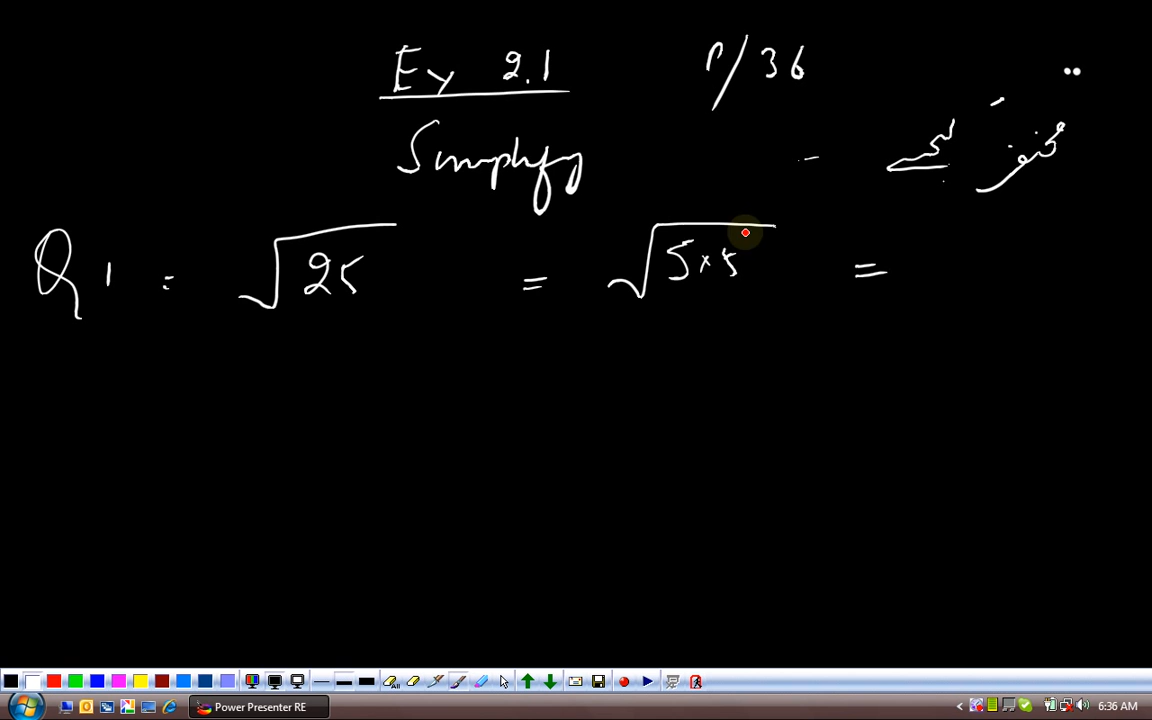 Ex 2.1 P/36
Simplify -
Q1 : √25 = √5×5 =
Power Presenter RE
6:36 AM